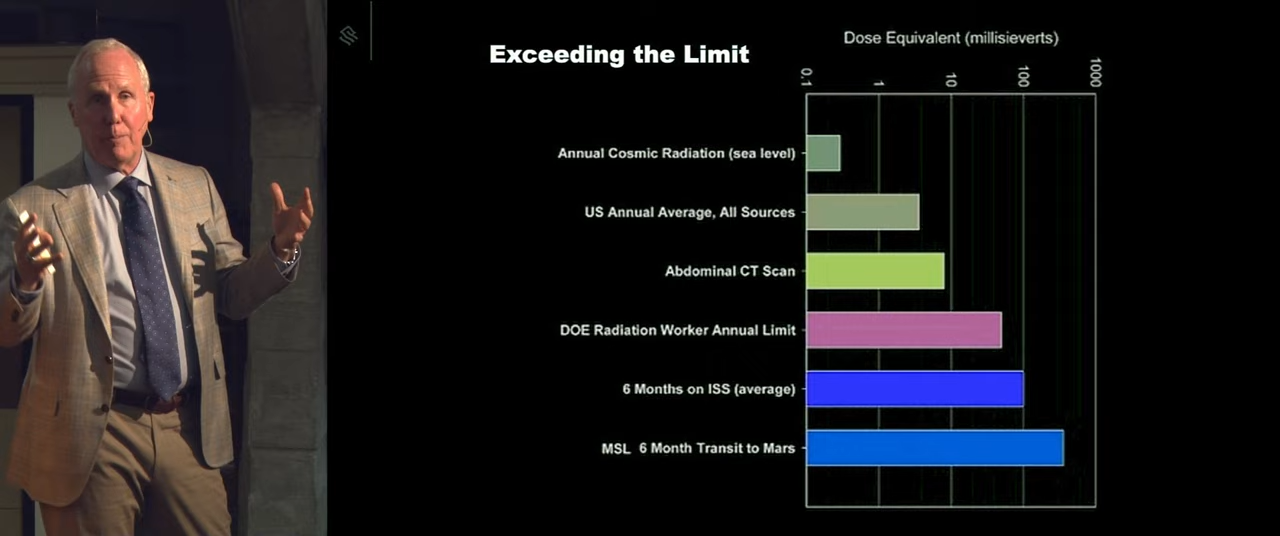 Exceeding the Limit
Dose Equivalent (millisieverts)
0.1
1
10
100
1000
Annual Cosmic Radiation (sea level)
US Annual Average, All Sources
Abdominal CT Scan
DOE Radiation Worker Annual Limit
6 Months on ISS (average)
MSL 6 Month Transit to Mars